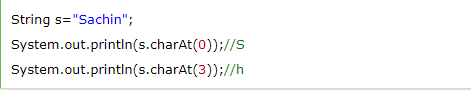 String s="Sachin";
System.out.println(s.charAt(0));//S
System.out.println(s.charAt(3));//h